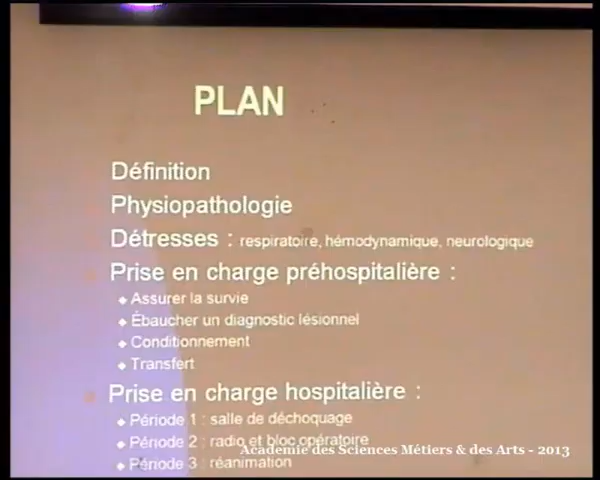 PLAN
Définition
Physiopathologie
Détresses : respiratoire, hémodynamique, neurologique
Prise en charge préhospitalière :
◆ Assurer la survie
◆ Ébaucher un diagnostic lésionnel
◆ Conditionnement
◆ Transfert
Prise en charge hospitalière :
◆ Période 1 : salle de déchoquage
◆ Période 2 : radio et bloc opératoire
Académie des Sciences Métiers & des Arts - 2013
◆ Période 3 : réanimation